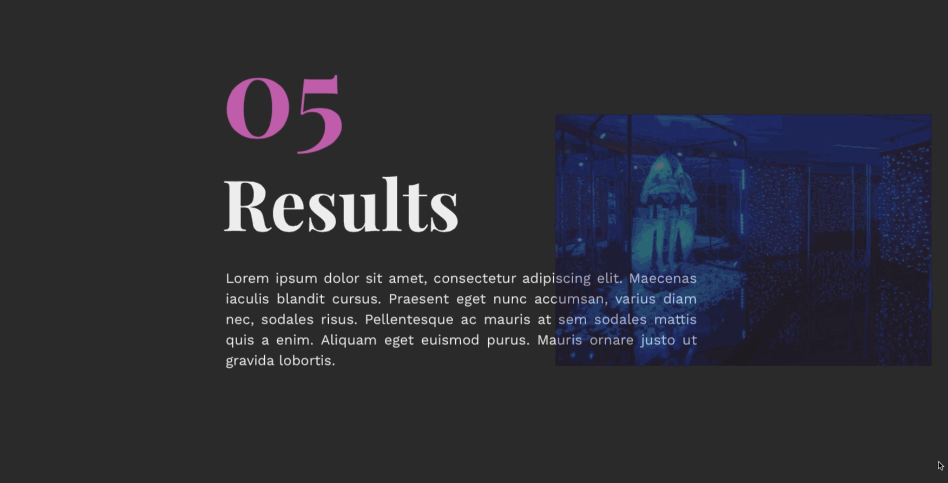 05
Results
Lorem ipsum dolor sit amet, consectetur adipiscing elit. Maecenas
iaculis blandit cursus. Praesent eget nunc accumsan, varius diam
nec, sodales risus. Pellentesque ac mauris at sem sodales mattis
quis a enim. Aliquam eget euismod purus. Mauris ornare justo ut
gravida lobortis.